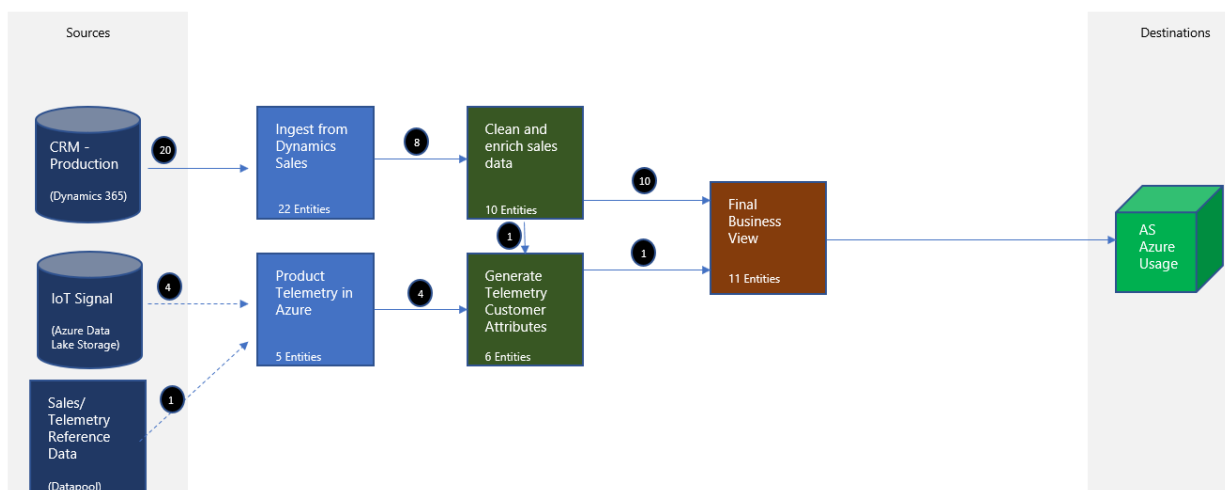 Sources
Destinations
CRM -
Production
(Dynamics 365)
20
Ingest from
Dynamics
Sales
22 Entities
8
Clean and
enrich sales
data
10 Entities
10
Final
Business
View
11 Entities
AS
Azure
Usage
1
1
IoT Signal
(Azure Data
Lake Storage)
4
Product
Telemetry in
Azure
5 Entities
4
Generate
Telemetry
Customer
Attributes
6 Entities
Sales/
Telemetry
Reference
Data
(Datapool)
1